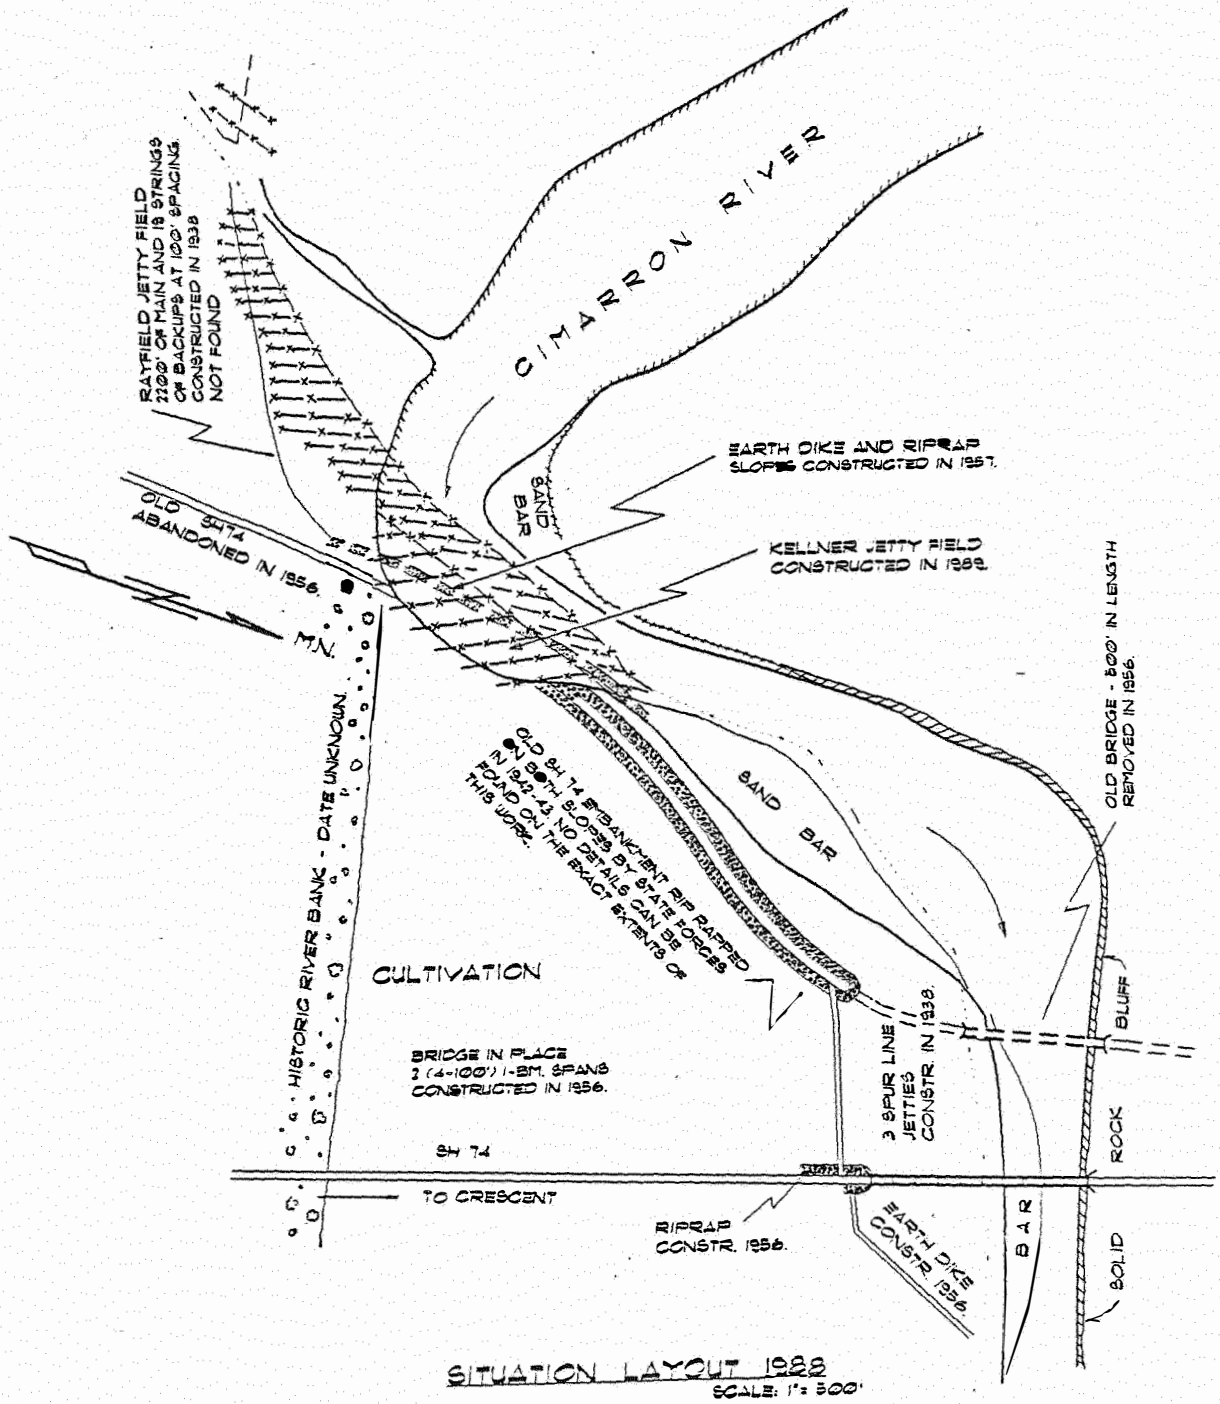 CIMARRON RIVER
RAYFIELD JETTY FIELD
2200' OF MAIN AND 18 STRINGS
OF BACKUPS AT 100' SPACING.
CONSTRUCTED IN 1938
NOT FOUND
EARTH DIKE AND RIPRAP
SLOPES CONSTRUCTED IN 1957.
SAND
BAR
OLD SH 74
ABANDONED IN 1956.
KELLNER JETTY FIELD
CONSTRUCTED IN
N.
OLD BRIDGE - 800' IN LENGTH
REMOVED IN 1956.
HISTORIC RIVER BANK - DATE UNKNOWN.
OLD SH 74 EMBANKMENT RIP RAPPED
ON BOTH SLOPES BY STATE FORCES
IN 1942-43. NO DETAILS CAN BE
FOUND ON THE EXACT EXTENTS OF
THIS WORK.
SAND
BAR
CULTIVATION
BLUFF
3 SPUR LINE
JETTIES
CONSTR. IN 1938.
BRIDGE IN PLACE
(4-100') I-BM. SPANS
CONSTRUCTED IN 1956.
ROCK
SH 74
TO CRESCENT
RIPRAP
CONSTR. 1956.
EARTH DIKE
CONSTR. 1956.
BAR
SOLID
SITUATION LAYOUT 1988
SCALE: 1"= 500'